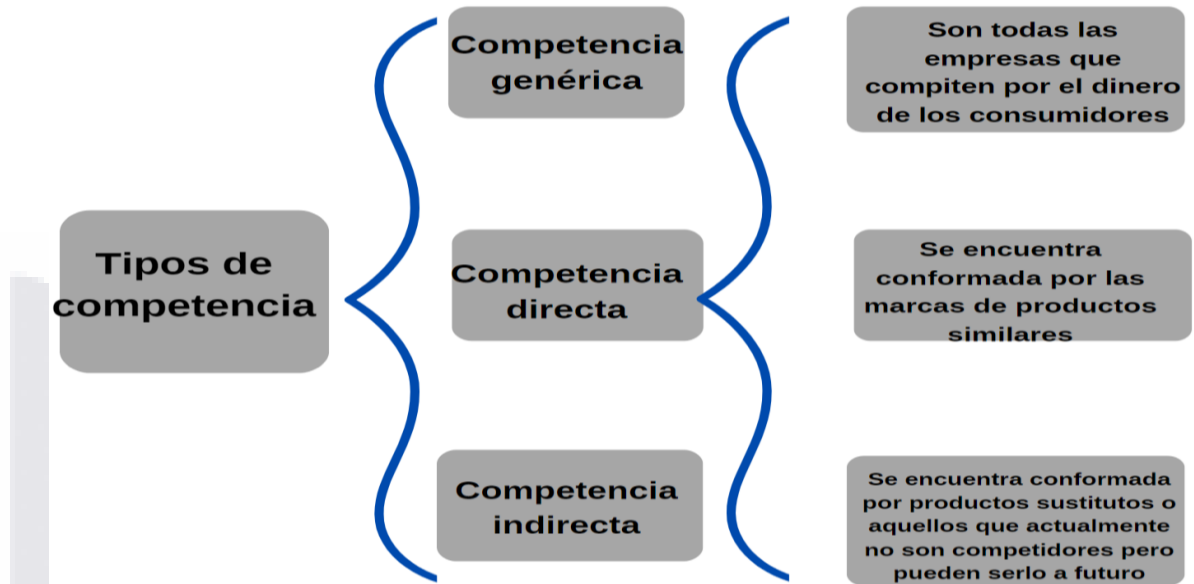 Tipos de
competencia
Competencia
genérica
Son todas las
empresas que
compiten por el dinero
de los consumidores
Competencia
directa
Se encuentra
conformada por las
marcas de productos
similares
Competencia
indirecta
Se encuentra conformada
por productos sustitutos o
aquellos que actualmente
no son competidores pero
pueden serlo a futuro